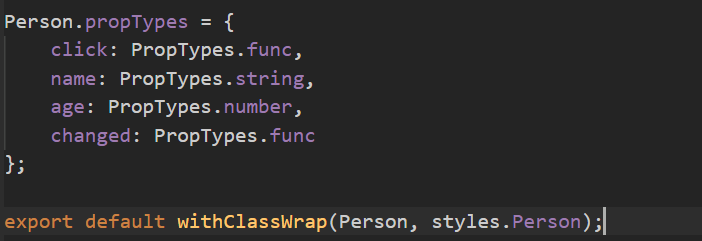 Person.propTypes = {
    click: PropTypes.func,
    name: PropTypes.string,
    age: PropTypes.number,
    changed: PropTypes.func
};

export default withClassWrap(Person, styles.Person);